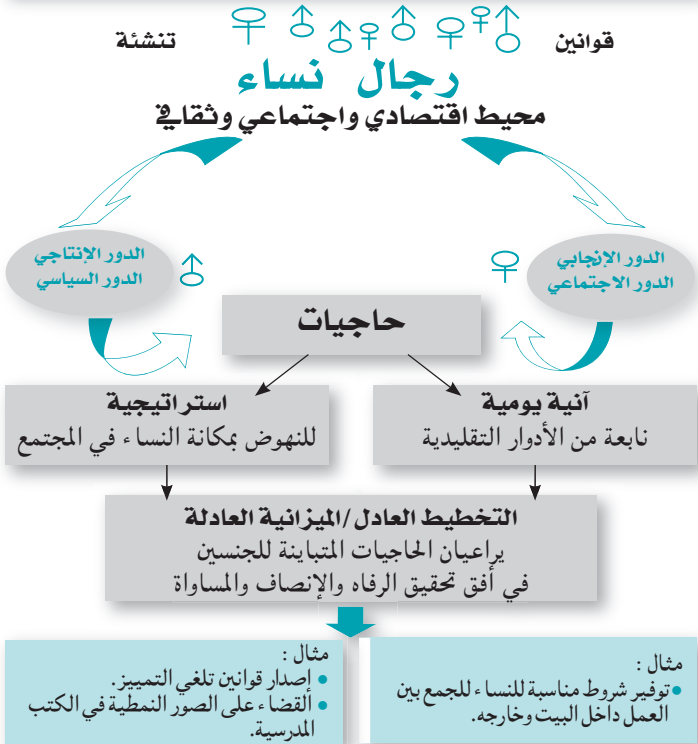 قوانين
تنشئة
رجال نساء
محيط اقتصادي واجتماعي وثقافي
الدور الإنجابي
الدور الاجتماعي
الدور الإنتاجي
الدور السياسي
حاجيات
آنية يومية
نابعة من الأدوار التقليدية
استراتيجية
للنهوض بمكانة النساء في المجتمع
التخطيط العادل/الميزانية العادلة
يراعيان الحاجيات المتباينة للجنسين
في أفق تحقيق الرفاه والإنصاف والمساواة
مثال :
• توفير شروط مناسبة للنساء للجمع بين
العمل داخل البيت وخارجه.
مثال :
• إصدار قوانين تلغي التمييز.
• القضاء على الصور النمطية في الكتب
المدرسية.